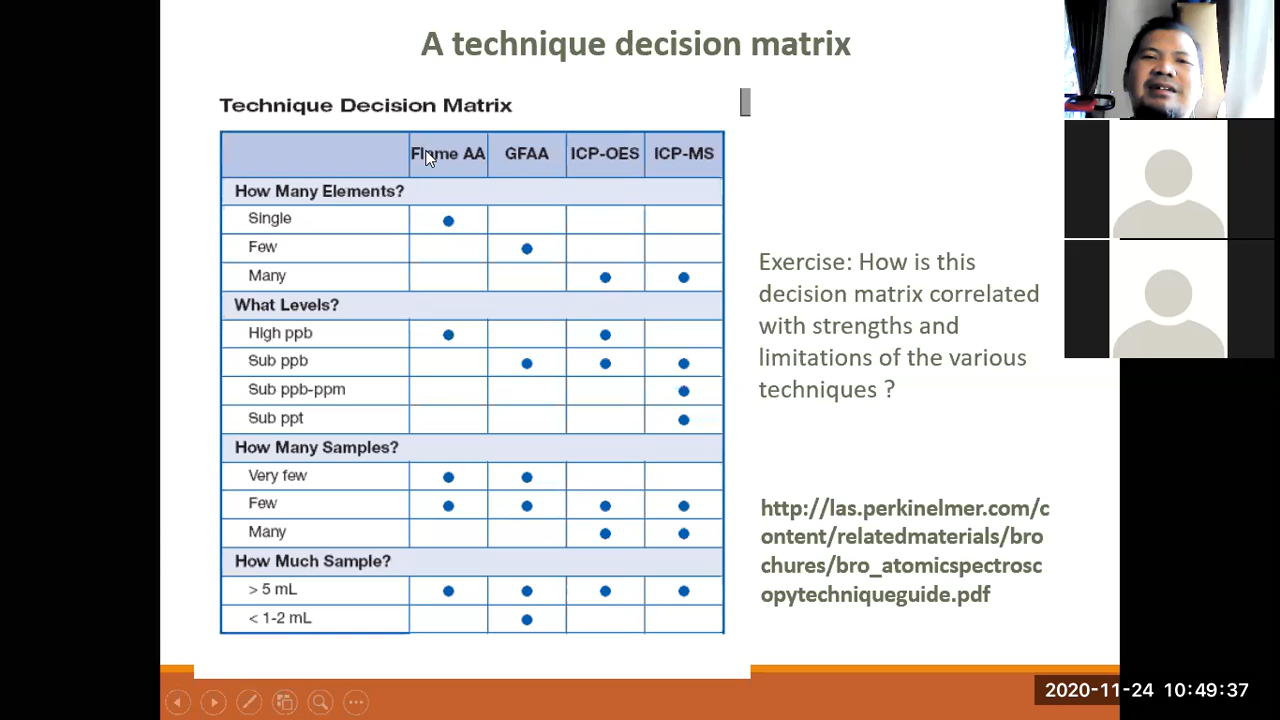 A technique decision matrix
Technique Decision Matrix
Flame AA GFAA ICP-OES ICP-MS
How Many Elements?
Single
Few
Many
What Levels?
High ppb
Sub ppb
Sub ppb-ppm
Sub ppt
How Many Samples?
Very few
Few
Many
How Much Sample?
> 5 mL
< 1-2 mL
Exercise: How is this
decision matrix correlated
with strengths and
limitations of the various
techniques ?
http://las.perkinelmer.com/c
ontent/relatedmaterials/bro
chures/bro_atomicspectrosc
opytechniqueguide.pdf
2020-11-24 10:49:37